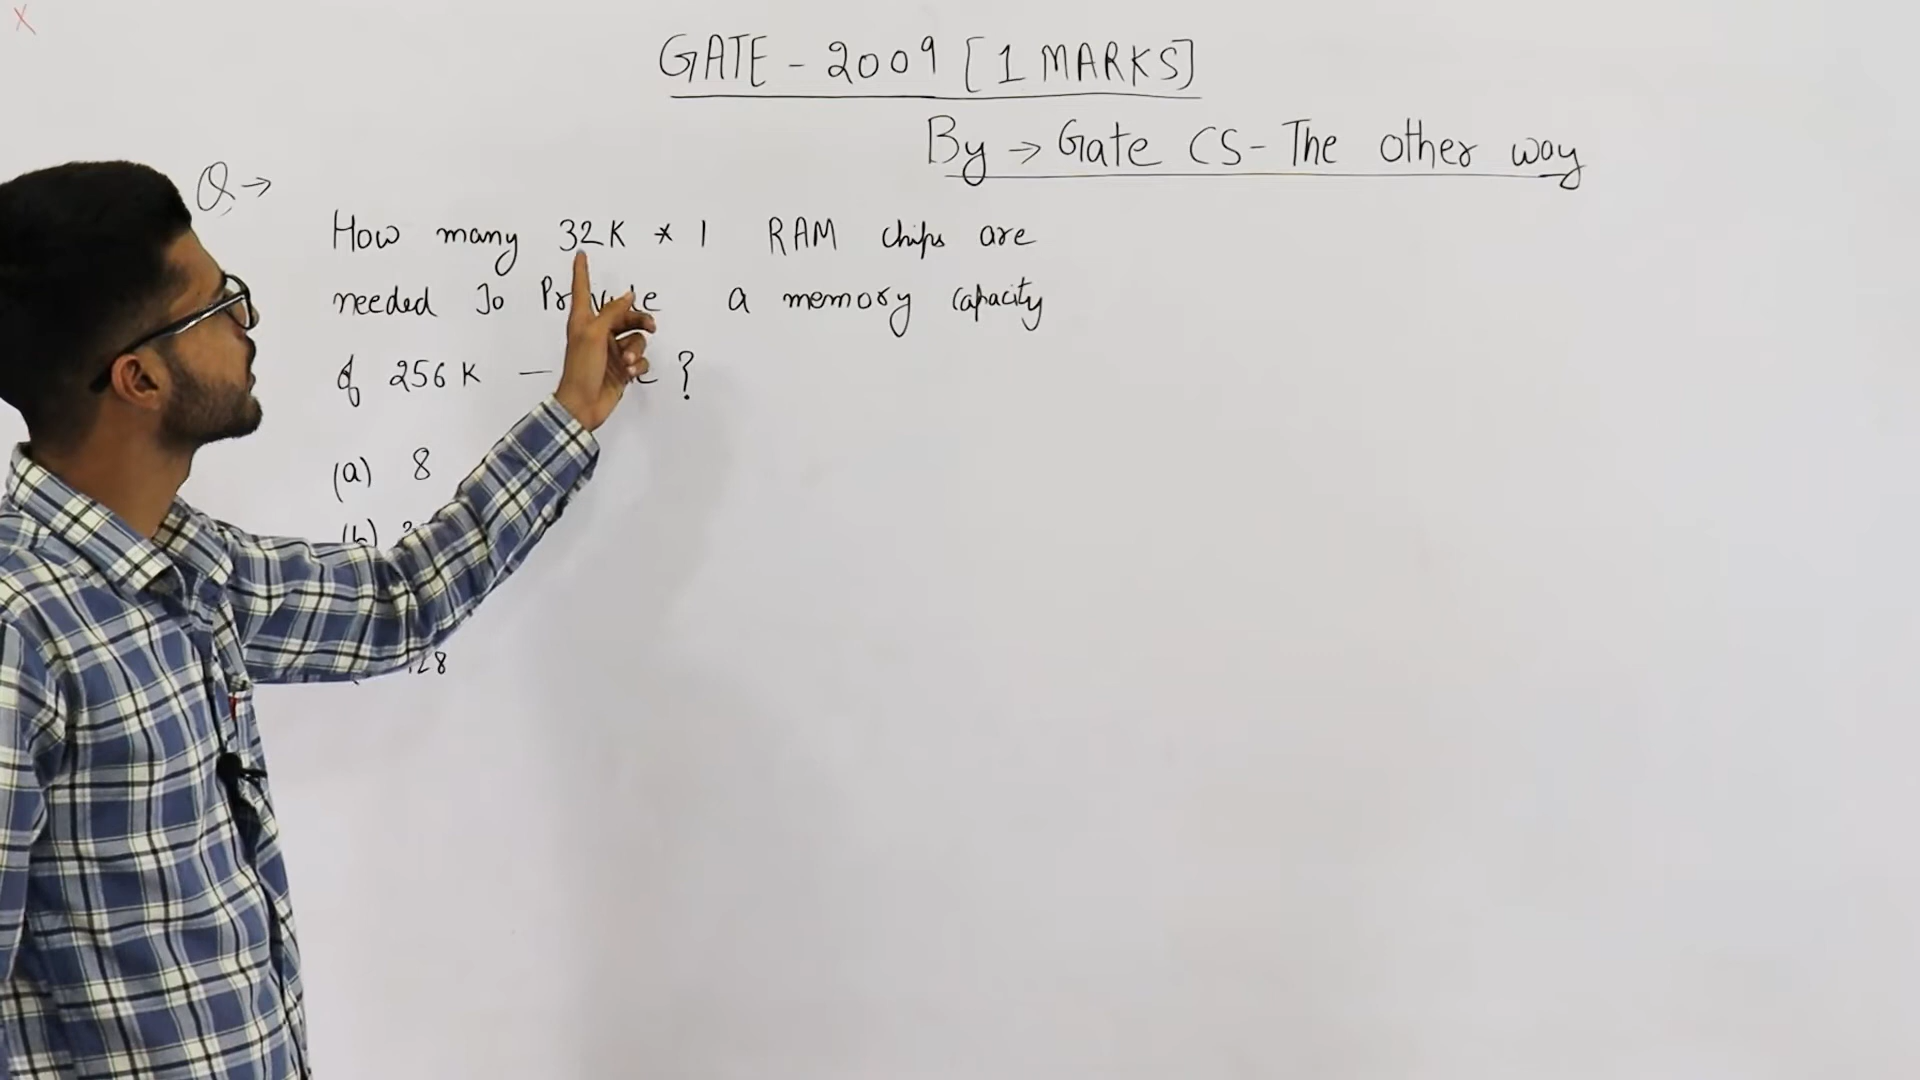 GATE - 2009 [1 MARKS]
By → Gate CS - The other way
Q →
How many 32K * 1 RAM chips are
needed To a memory capacity
of 256 K — ?
(a) 8
(b)